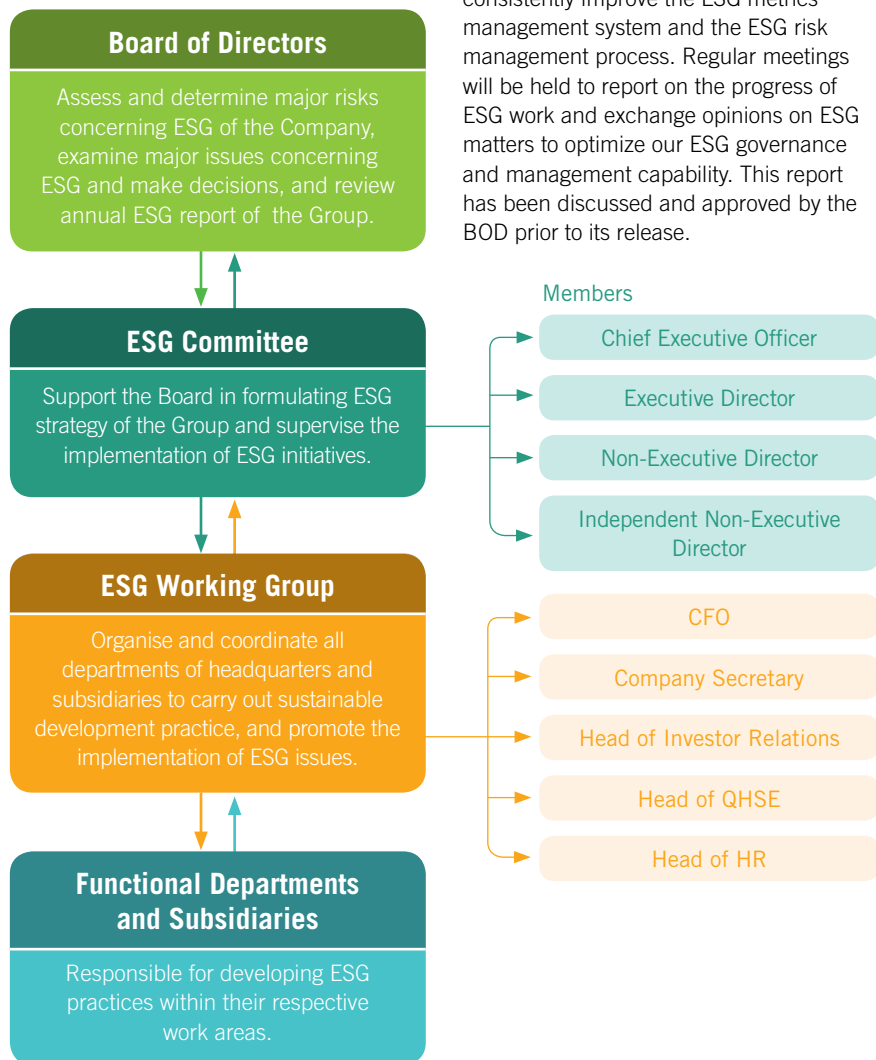 Board of Directors
Assess and determine major risks
concerning ESG of the Company,
examine major issues concerning
ESG and make decisions, and review
annual ESG report of the Group.
consistently improve the ESG metrics
management system and the ESG risk
management process. Regular meetings
will be held to report on the progress of
ESG work and exchange opinions on ESG
matters to optimize our ESG governance
and management capability. This report
has been discussed and approved by the
BOD prior to its release.
ESG Committee
Support the Board in formulating ESG
strategy of the Group and supervise the
implementation of ESG initiatives.
Members
Chief Executive Officer
Executive Director
Non-Executive Director
Independent Non-Executive
Director
ESG Working Group
Organise and coordinate all
departments of headquarters and
subsidiaries to carry out sustainable
development practice, and promote the
implementation of ESG issues.
CFO
Company Secretary
Head of Investor Relations
Head of QHSE
Head of HR
Functional Departments
and Subsidiaries
Responsible for developing ESG
practices within their respective
work areas.